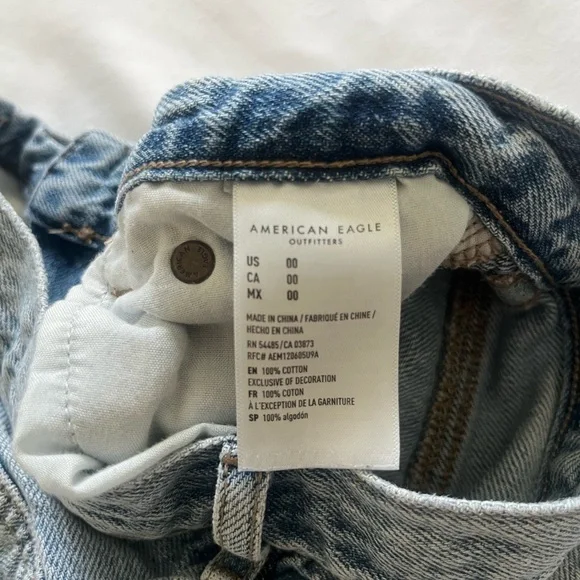 AMERICAN EAGLE
OUTFITTERS
US 00
CA 00
MX 00
MADE IN CHINA / FABRIQUÉ EN CHINE /
HECHO EN CHINA
RN 54485/CA 03873
RFC# AEM120605U9A
EN 100% COTTON
EXCLUSIVE OF DECORATION
FR 100% COTON
À L'EXCEPTION DE LA GARNITURE
SP 100% algodón